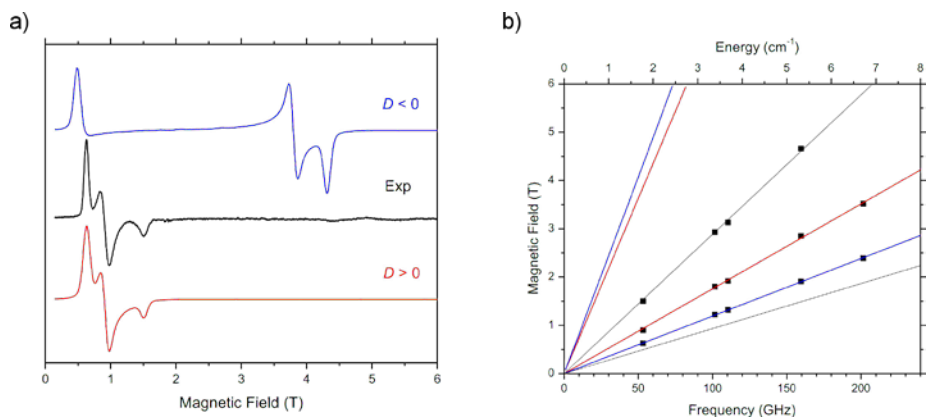 a)
D < 0
Exp
D > 0
0 1 2 3 4 5 6
Magnetic Field (T)
b)
Energy (cm⁻¹)
0 1 2 3 4 5 6 7 8
6
5
4
3
2
1
0
Magnetic Field (T)
0 50 100 150 200
Frequency (GHz)